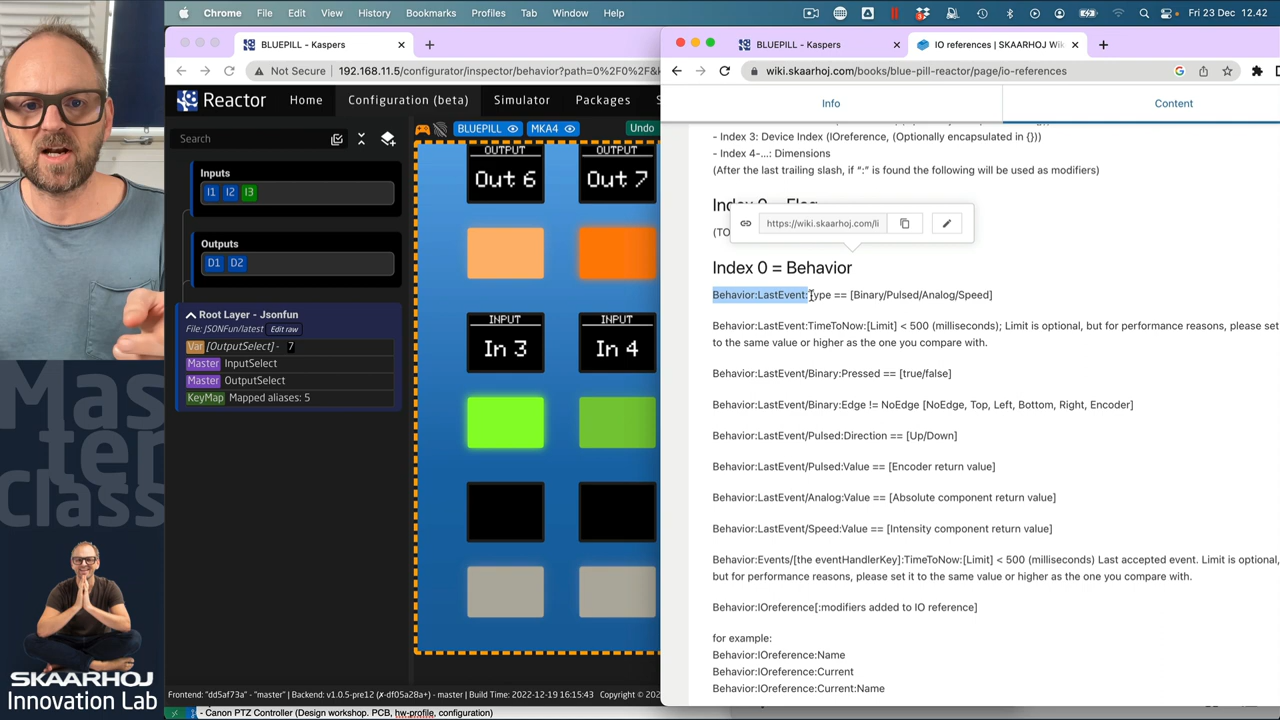 Chrome File Edit View History Bookmarks Profiles Tab Window Help Fri 23 Dec 12.42
BLUEPILL - Kaspers
BLUEPILL - Kaspers
IO references | SKAARHOJ Wi
Not Secure 192.168.11.5/configurator/inspector/behavior?path=0%2F0%2F&
wiki.skaarhoj.com/books/blue-pill-reactor/page/io-references
Reactor Home Configuration (beta) Simulator Packages S
Info Content
Search
BLUEPILL MKA4 Undo
Inputs
I1 I2 I3
Outputs
D1 D2
Root Layer - Jsonfun
File: JSONFun/latest Edit raw
Var [OutputSelect] - 7
Master InputSelect
Master OutputSelect
KeyMap Mapped aliases: 5
OUTPUT
Out 6
OUTPUT
Out 7
INPUT
In 3
INPUT
In 4
- Index 3: Device Index (IOreference, (Optionally encapsulated in {}))
- Index 4-...: Dimensions
(After the last trailing slash, if ":" is found the following will be used as modifiers)
https://wiki.skaarhoj.com/li
(TO
Index 0 = Behavior
Behavior:LastEvent:Type == [Binary/Pulsed/Analog/Speed]
Behavior:LastEvent:TimeToNow:[Limit] < 500 (milliseconds); Limit is optional, but for performance reasons, please set
to the same value or higher as the one you compare with.
Behavior:LastEvent/Binary:Pressed == [true/false]
Behavior:LastEvent/Binary:Edge != NoEdge [NoEdge, Top, Left, Bottom, Right, Encoder]
Behavior:LastEvent/Pulsed:Direction == [Up/Down]
Behavior:LastEvent/Pulsed:Value == [Encoder return value]
Behavior:LastEvent/Analog:Value == [Absolute component return value]
Behavior:LastEvent/Speed:Value == [Intensity component return value]
Behavior:Events/[the eventHandlerKey]:TimeToNow:[Limit] < 500 (milliseconds) Last accepted event. Limit is optional,
but for performance reasons, please set it to the same value or higher as the one you compare with.
Behavior:IOreference[:modifiers added to IO reference]
for example:
Behavior:IOreference:Name
Behavior:IOreference:Current
Behavior:IOreference:Current:Name
Master
Class
SKAARHOJ
Innovation Lab
Frontend: "dd5af73a" - "master" | Backend: v1.0.5-pre12 (x-df05a28a+) - master | Build Time: 2022-12-19 16:15:43 Copyright © 202
- Canon PTZ Controller (Design workshop. PCB, hw-profile, configuration)